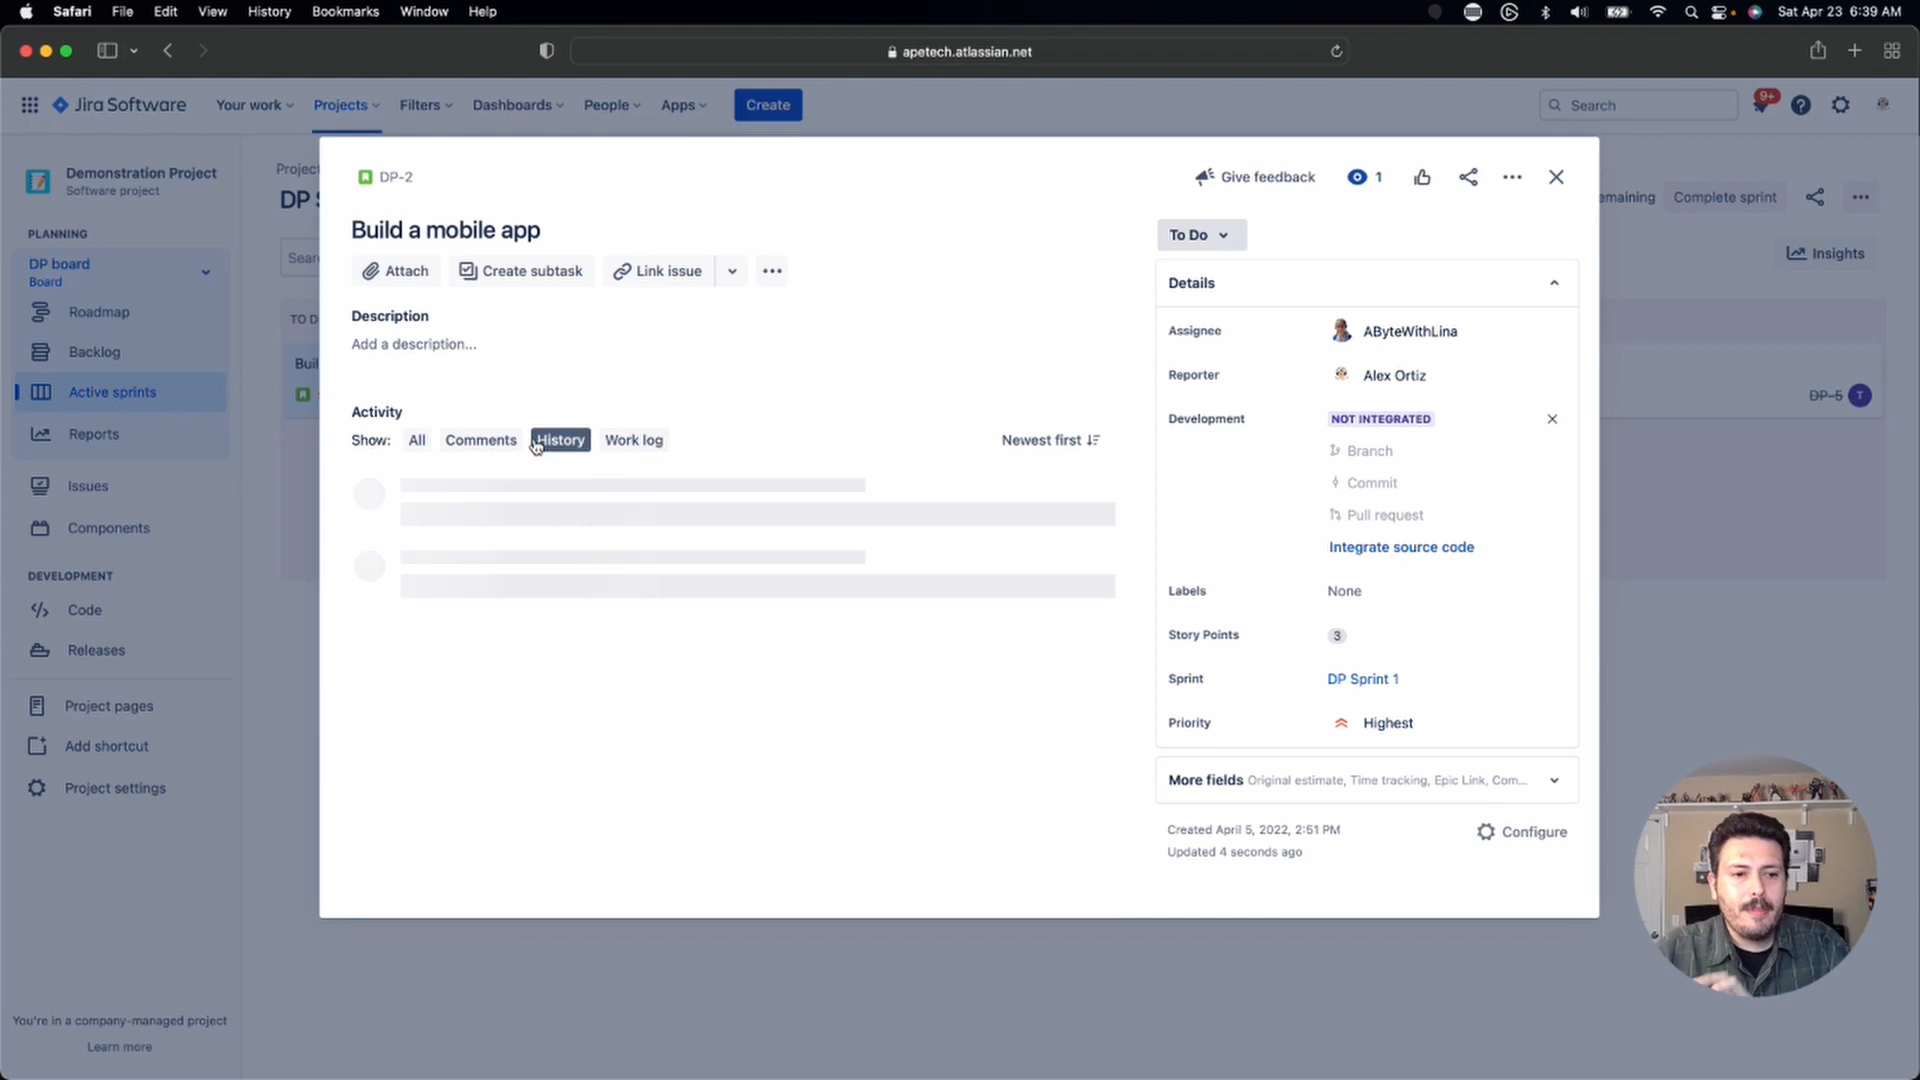 Safari File Edit View History Bookmarks Window Help Sat Apr 23 6:39 AM
apetech.atlassian.net
Jira Software Your work Projects Filters Dashboards People Apps Create Search 9+
Demonstration Project
Software project
PLANNING
DP board
Board
Roadmap
Backlog
Active sprints
Reports
Issues
Components
DEVELOPMENT
Code
Releases
Project pages
Add shortcut
Project settings
You're in a company-managed project
Learn more
Project
DP S
Sear
TO D
Buil
emaining Complete sprint
Insights
DP-5 T
DP-2
Give feedback 1
Build a mobile app
Attach Create subtask Link issue
Description
Add a description...
Activity
Show: All Comments History Work log Newest first
To Do
Details
Assignee AByteWithLina
Reporter Alex Ortiz
Development NOT INTEGRATED
Branch
Commit
Pull request
Integrate source code
Labels None
Story Points 3
Sprint DP Sprint 1
Priority Highest
More fields Original estimate, Time tracking, Epic Link, Com...
Created April 5, 2022, 2:51 PM
Updated 4 seconds ago
Configure